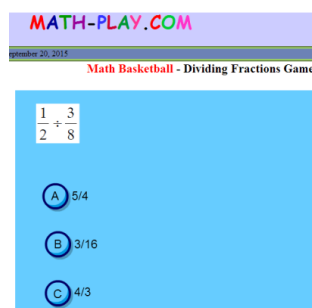 MATH-PLAY.COM
eptember 20, 2015
Math Basketball - Dividing Fractions Game
1/2 ÷ 3/8
A 5/4
B 3/16
C 4/3